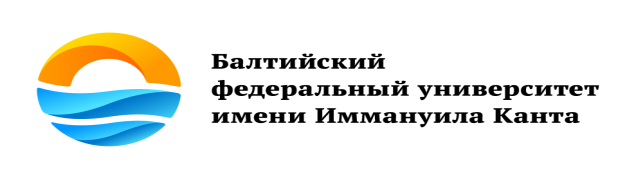 Балтийский
федеральный университет
имени Иммануила Канта